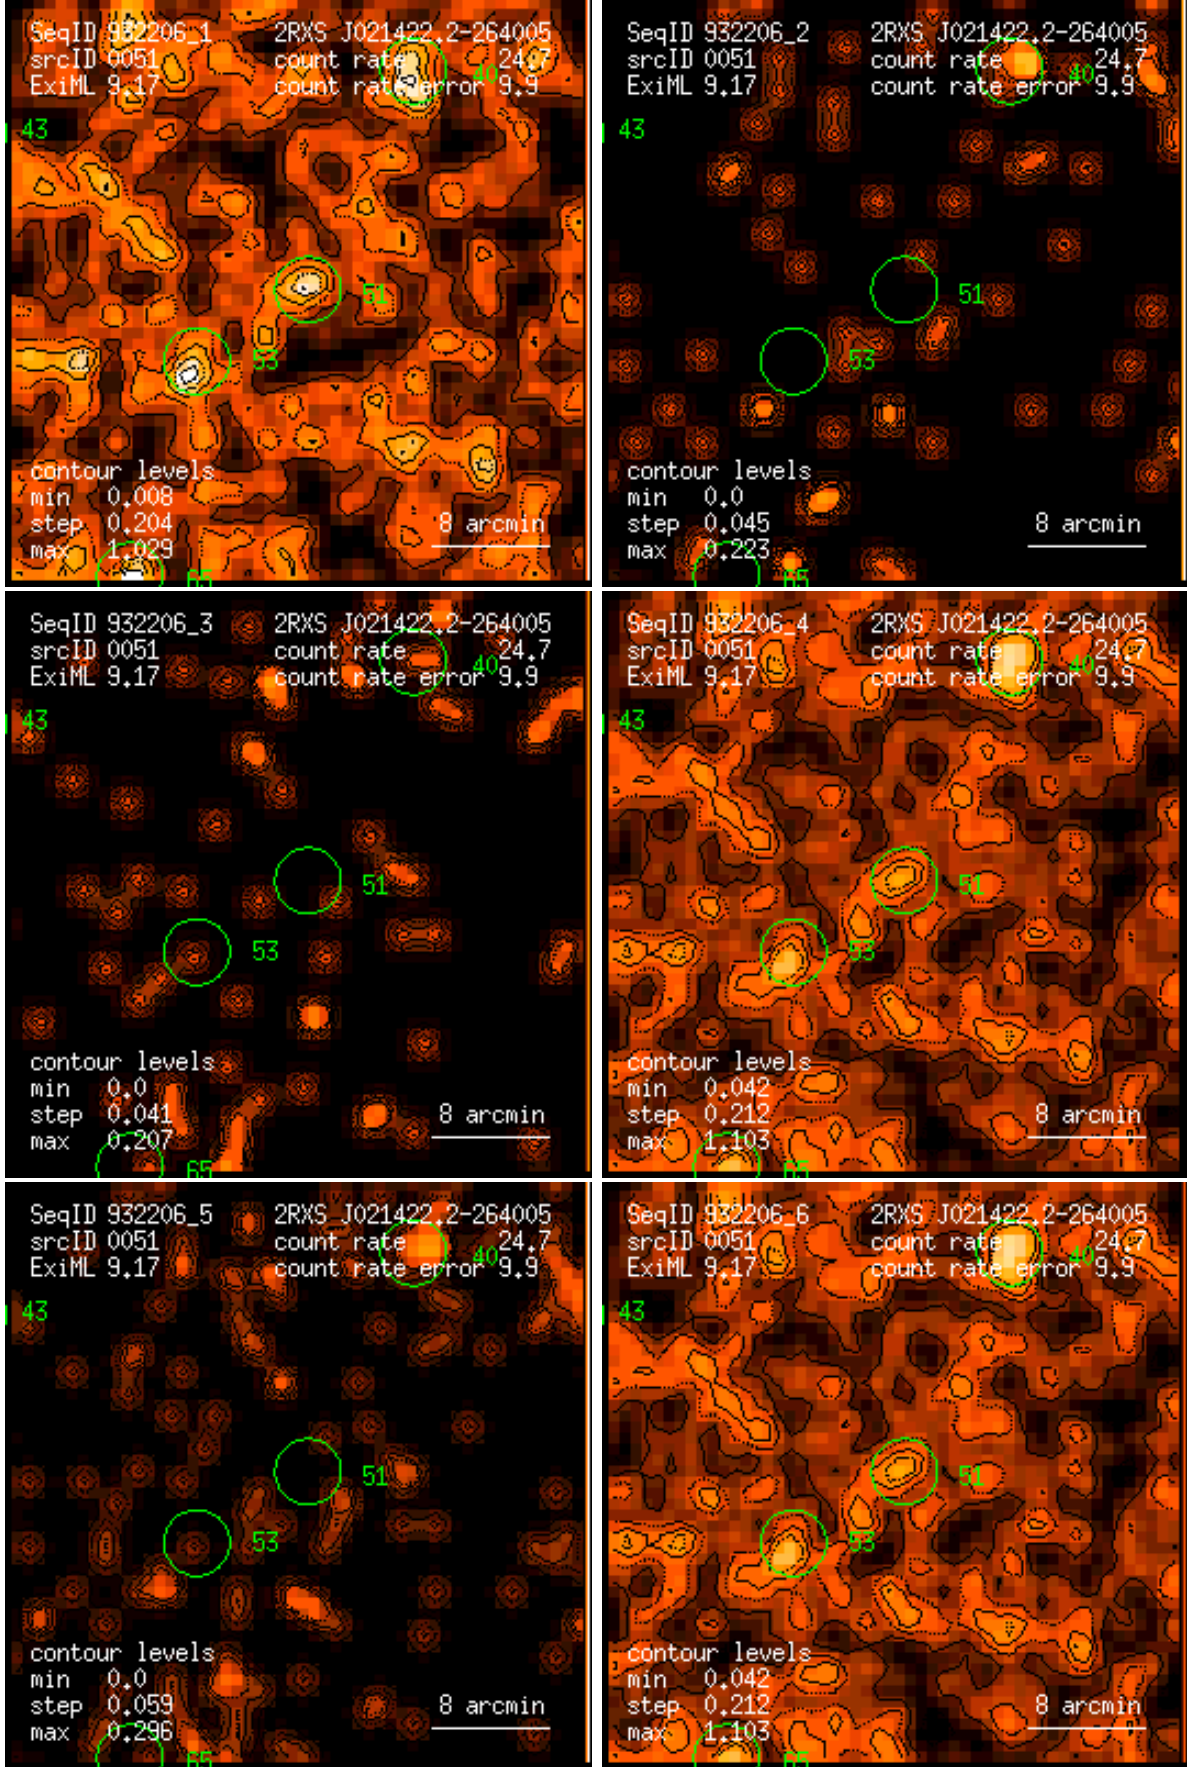 SeqID 932206_1 2RXS J021422.2-264005
srcID 0051 count rate 24.7
40
ExiML 9.17 count rate error 9.9
43
51
53
contour levels
min 0.008
step 0.204
max 1.029
8 arcmin
65
SeqID 932206_2 2RXS J021422.2-264005
srcID 0051 count rate 24.7
40
ExiML 9.17 count rate error 9.9
43
51
53
contour levels
min 0.0
step 0.045
max 0.223
8 arcmin
65
SeqID 932206_3 2RXS J021422.2-264005
srcID 0051 count rate 24.7
40
ExiML 9.17 count rate error 9.9
43
51
53
contour levels
min 0.0
step 0.041
max 0.207
8 arcmin
65
SeqID 932206_4 2RXS J021422.2-264005
srcID 0051 count rate 24.7
40
ExiML 9.17 count rate error 9.9
43
51
53
contour levels
min 0.042
step 0.212
max 1.103
8 arcmin
65
SeqID 932206_5 2RXS J021422.2-264005
srcID 0051 count rate 24.7
40
ExiML 9.17 count rate error 9.9
43
51
53
contour levels
min 0.0
step 0.059
max 0.296
8 arcmin
65
SeqID 932206_6 2RXS J021422.2-264005
srcID 0051 count rate 24.7
40
ExiML 9.17 count rate error 9.9
43
51
53
contour levels
min 0.042
step 0.212
max 1.103
8 arcmin
65